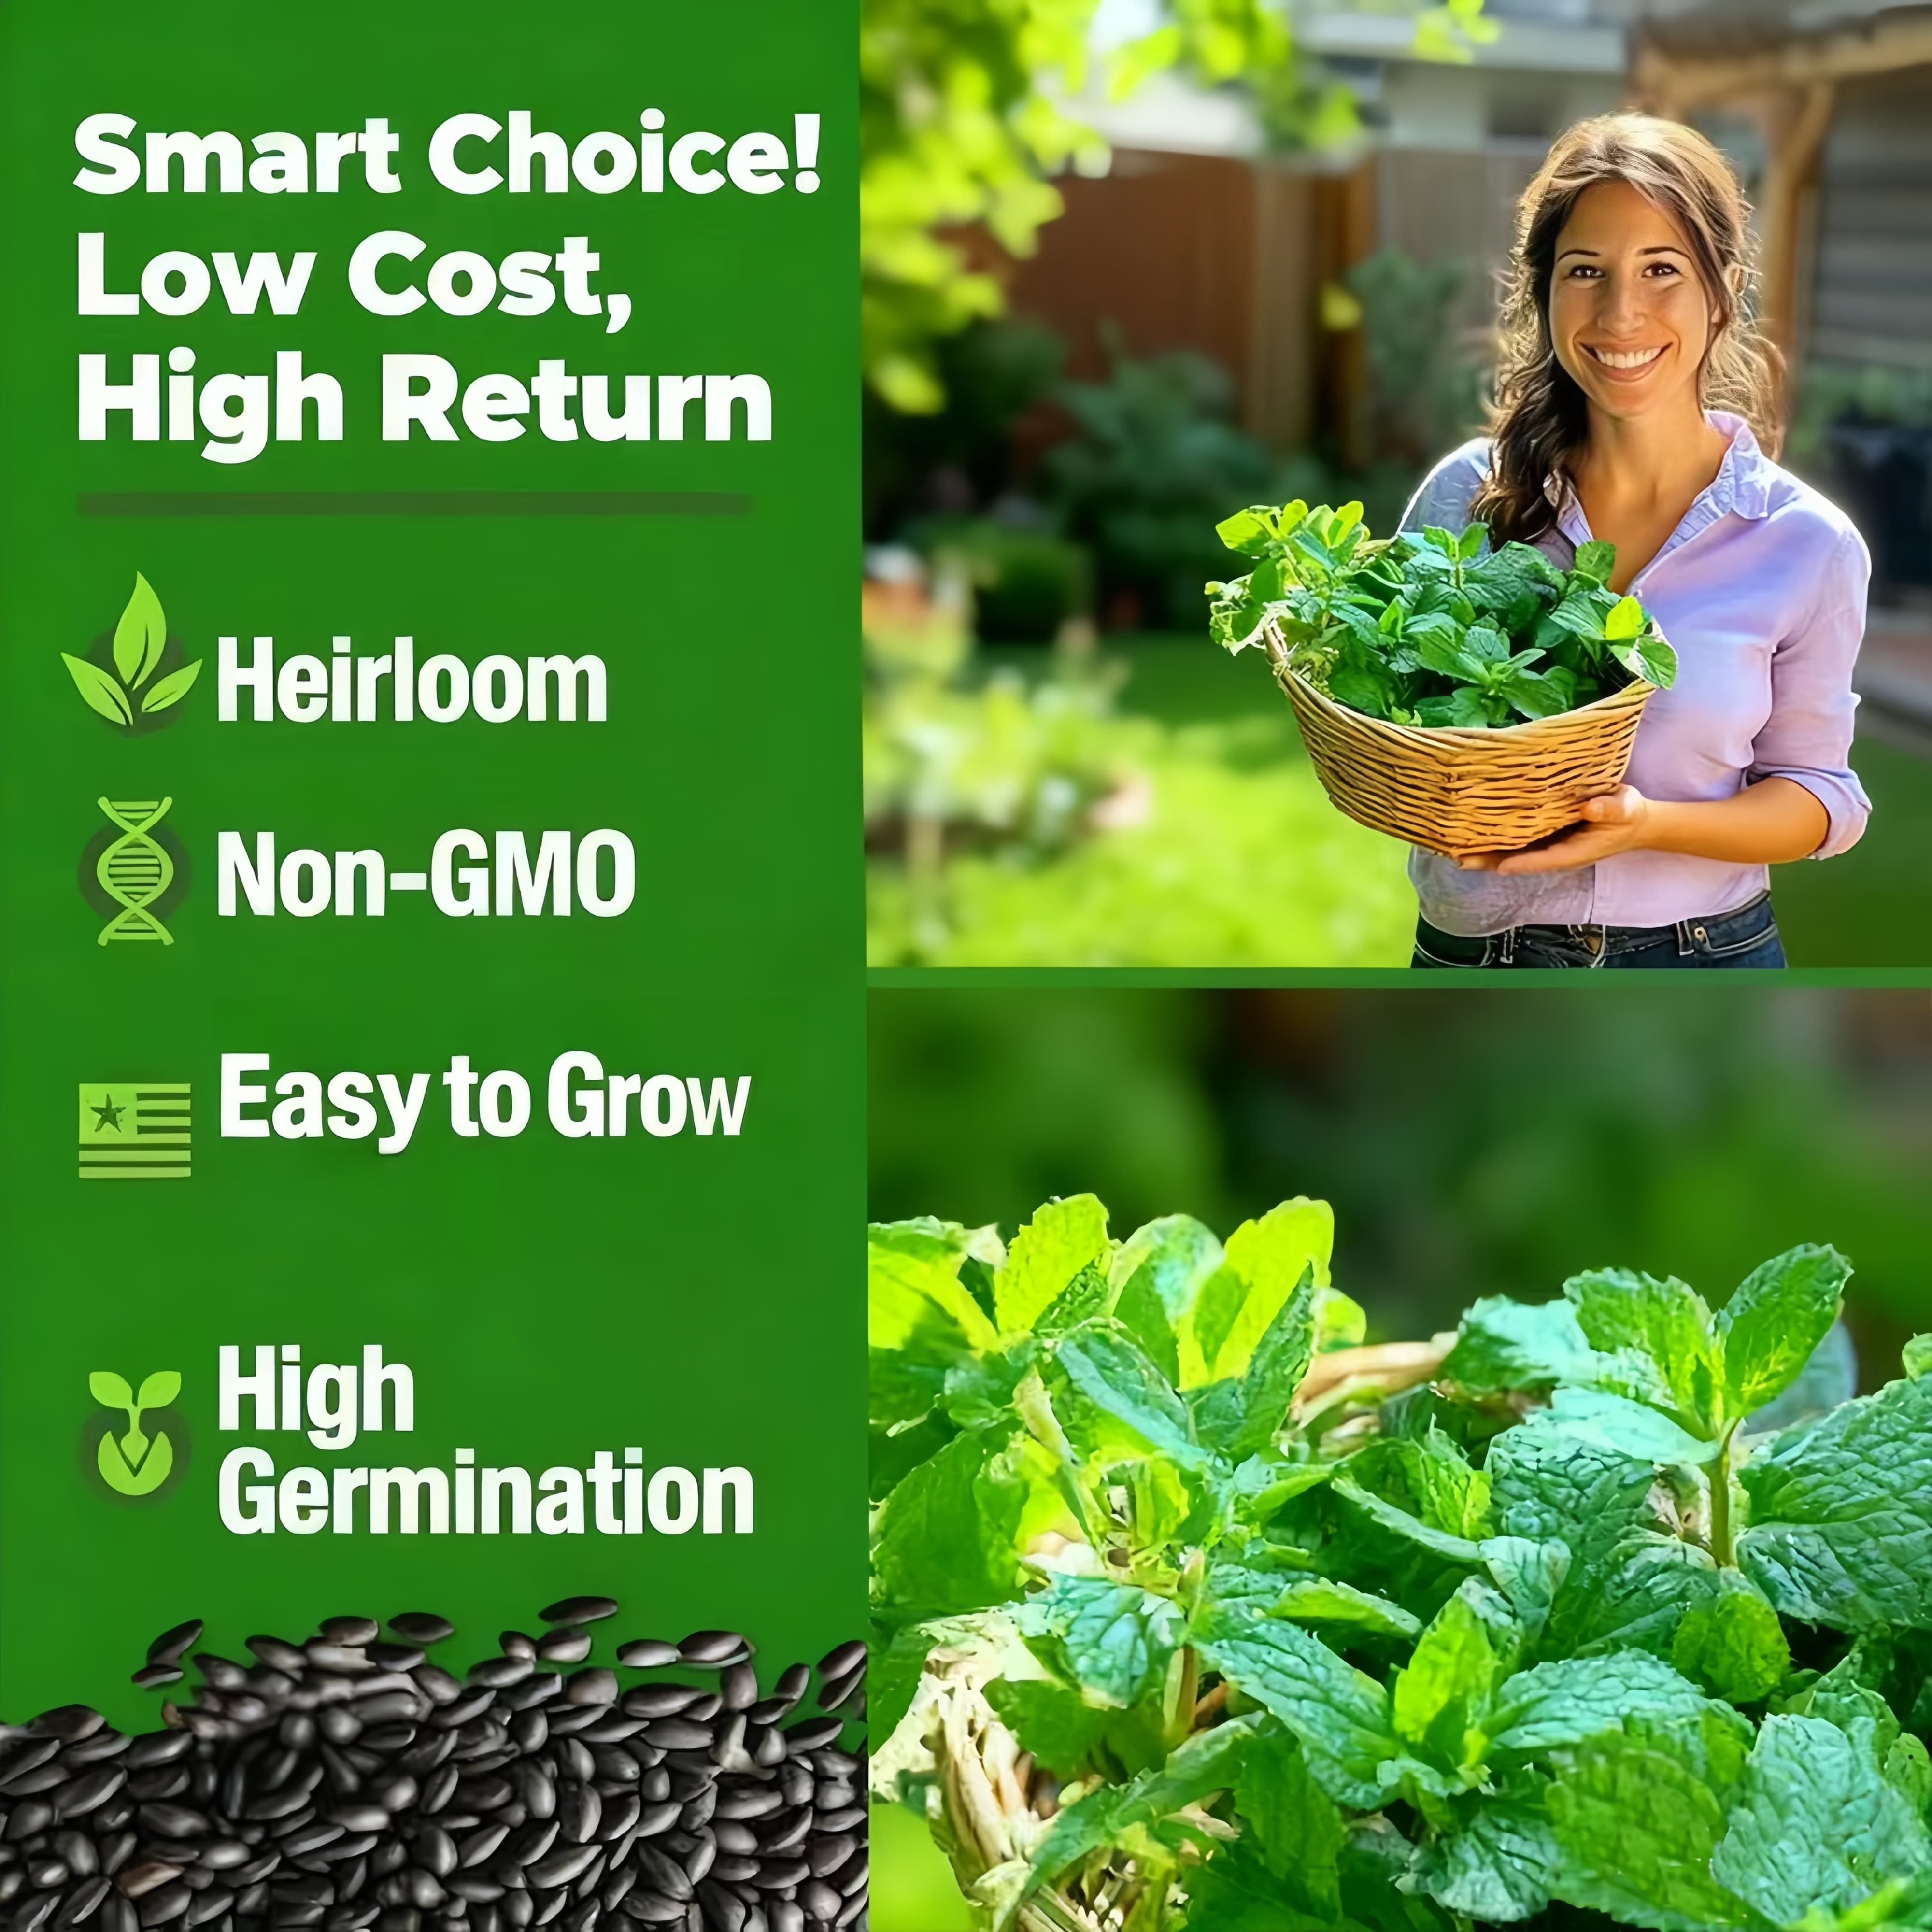 Smart Choice!
Low Cost,
High Return
Heirloom
Non-GMO
Easy to Grow
High
Germination